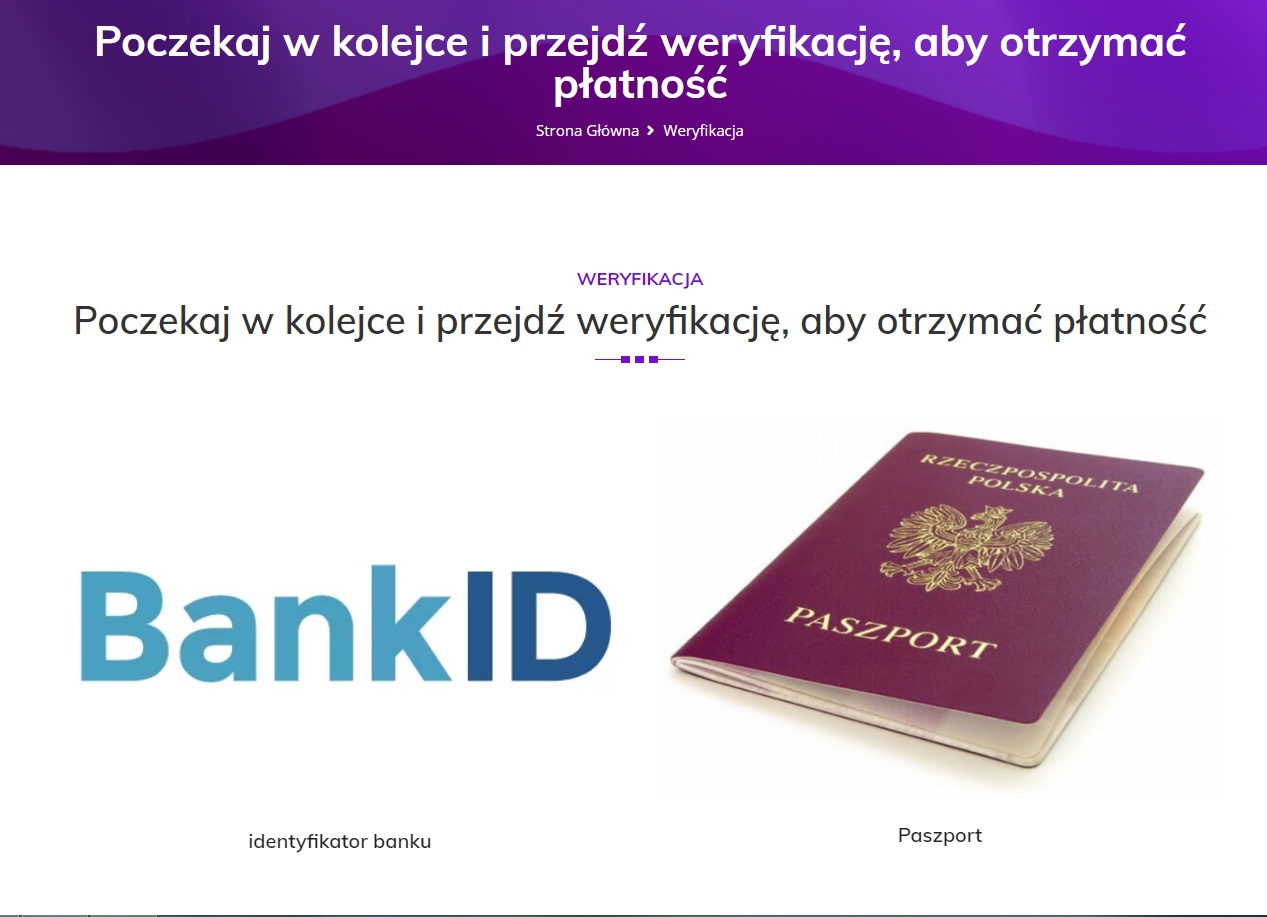 Poczekaj w kolejce i przejdź weryfikację, aby otrzymać
płatność
Strona Główna > Weryfikacja
WERYFIKACJA
Poczekaj w kolejce i przejdź weryfikację, aby otrzymać płatność
BankID
RZECZPOSPOLITA
POLSKA
PASZPORT
identyfikator banku
Paszport